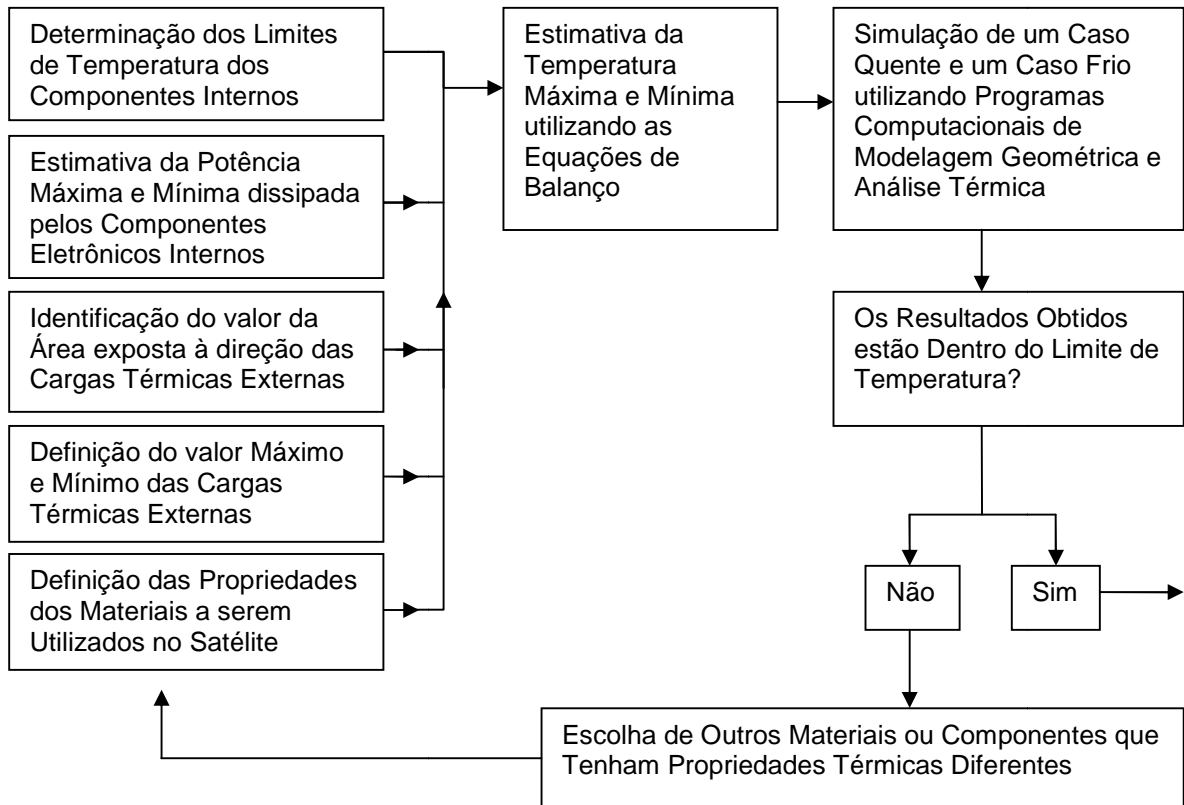 Determinação dos Limites
de Temperatura dos
Componentes Internos
Estimativa da Potência
Máxima e Mínima dissipada
pelos Componentes
Eletrônicos Internos
Identificação do valor da
Área exposta à direção das
Cargas Térmicas Externas
Definição do valor Máximo
e Mínimo das Cargas
Térmicas Externas
Definição das Propriedades
dos Materiais a serem
Utilizados no Satélite
Estimativa da
Temperatura
Máxima e Mínima
utilizando as
Equações de
Balanço
Simulação de um Caso
Quente e um Caso Frio
utilizando Programas
Computacionais de
Modelagem Geométrica e
Análise Térmica
Os Resultados Obtidos
estão Dentro do Limite de
Temperatura?
Não
Sim
Escolha de Outros Materiais ou Componentes que
Tenham Propriedades Térmicas Diferentes